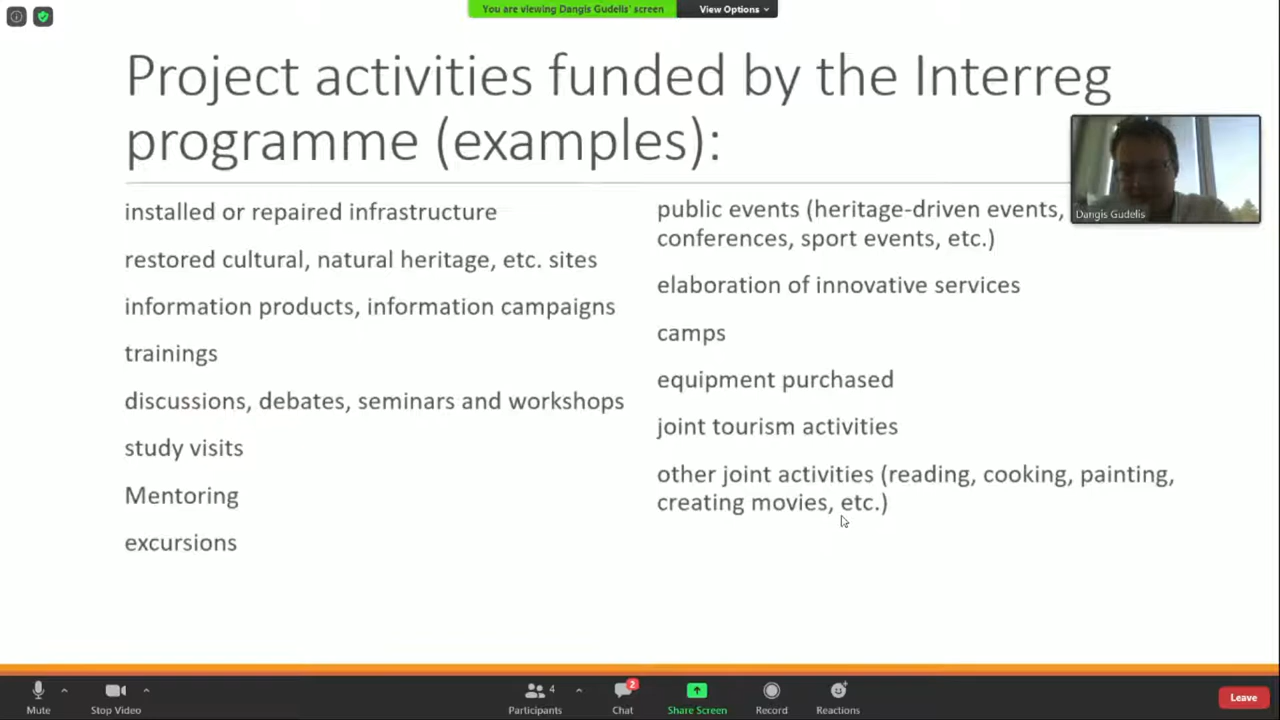 You are viewing Dangis Gudelis' screen
View Options
Project activities funded by the Interreg
programme (examples):
Dangis Gudelis
installed or repaired infrastructure
restored cultural, natural heritage, etc. sites
information products, information campaigns
trainings
discussions, debates, seminars and workshops
study visits
Mentoring
excursions
public events (heritage-driven events,
conferences, sport events, etc.)
elaboration of innovative services
camps
equipment purchased
joint tourism activities
other joint activities (reading, cooking, painting,
creating movies, etc.)
Mute
Stop Video
4
Participants
2
Chat
Share Screen
Record
Reactions
Leave